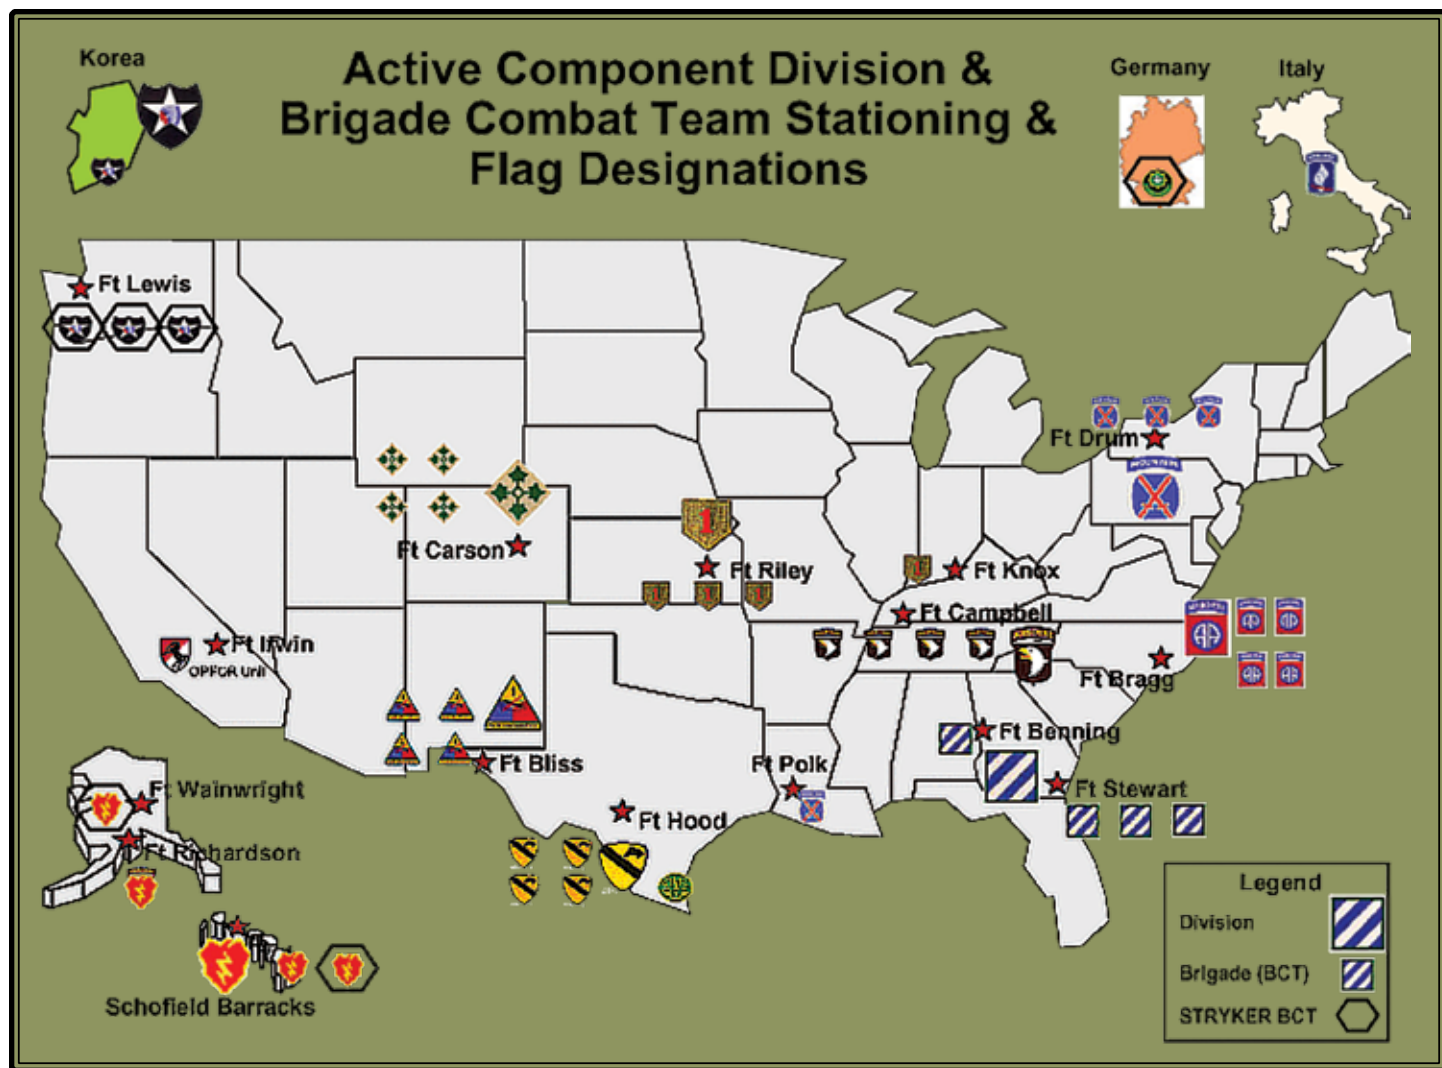 Korea
Active Component Division &
Brigade Combat Team Stationing &
Flag Designations
Germany
Italy
Ft Lewis
Ft Drum
MOUNTAIN
Ft Carson
1
Ft Riley
Ft Knox
Ft Campbell
Ft Irwin
OPFOR Unit
Ft Bragg
Ft Benning
Ft Bliss
Ft Polk
Ft Stewart
Ft Hood
Ft Wainwright
Ft Richardson
Schofield Barracks
Legend
Division
Brigade (BCT)
STRYKER BCT